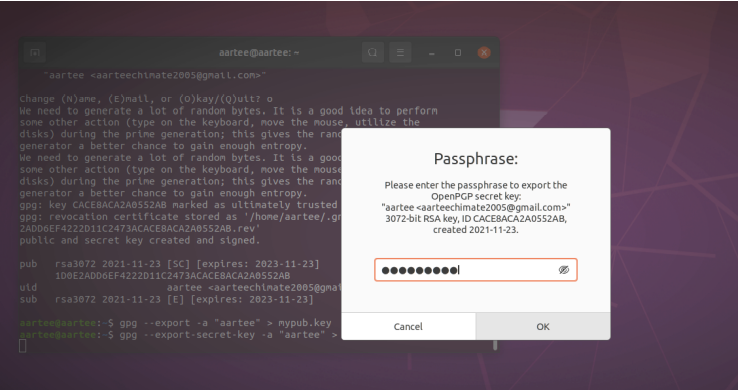 aartee@aartee: ~
"aartee <aarteechimate2005@gmail.com>"
Change (N)ame, (E)mail, or (O)kay/(Q)uit? o
We need to generate a lot of random bytes. It is a good idea to perform
some other action (type on the keyboard, move the mouse, utilize the
disks) during the prime generation; this gives the rand
generator a better chance to gain enough entropy.
We need to generate a lot of random bytes. It is a good
some other action (type on the keyboard, move the mouse
disks) during the prime generation; this gives the rand
generator a better chance to gain enough entropy.
gpg: key CACE8ACA2A0552AB marked as ultimately trusted
gpg: revocation certificate stored as '/home/aartee/.gn
2ADD6EF4222D11C2473ACACE8ACA2A0552AB.rev'
public and secret key created and signed.
pub rsa3072 2021-11-23 [SC] [expires: 2023-11-23]
1D0E2ADD6EF4222D11C2473ACACE8ACA2A0552AB
uid aartee <aarteechimate2005@gmai
sub rsa3072 2021-11-23 [E] [expires: 2023-11-23]
aartee@aartee:~$ gpg --export -a "aartee" > mypub.key
aartee@aartee:~$ gpg --export-secret-key -a "aartee" >
Passphrase:
Please enter the passphrase to export the
OpenPGP secret key:
"aartee <aarteechimate2005@gmail.com>"
3072-bit RSA key, ID CACE8ACA2A0552AB,
created 2021-11-23.
●●●●●●●●●
Cancel OK